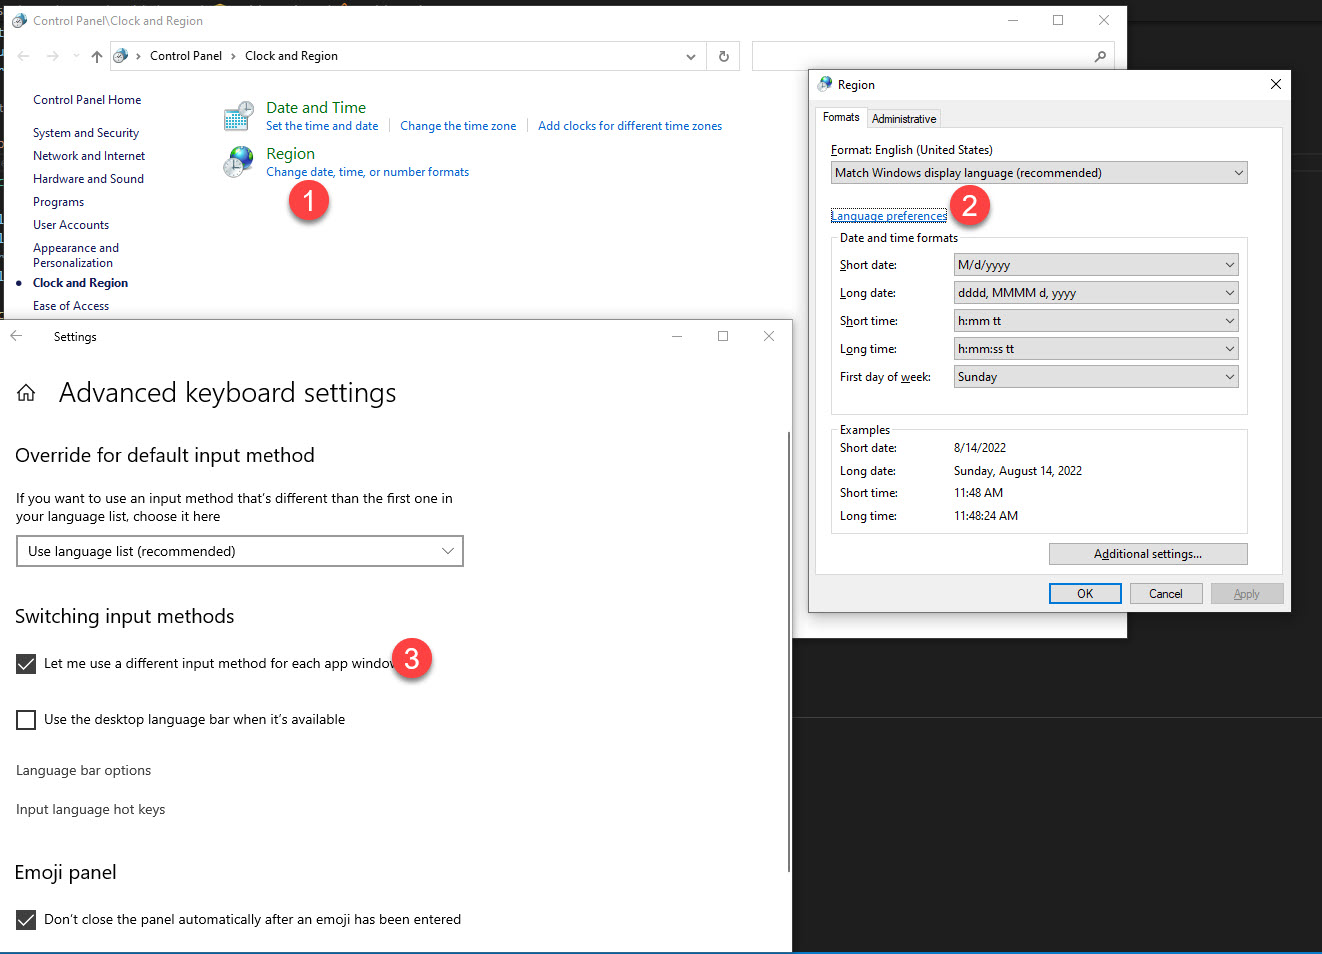 Control Panel\Clock and Region
Control Panel › Clock and Region
Control Panel Home
System and Security
Network and Internet
Hardware and Sound
Programs
User Accounts
Appearance and
Personalization
Clock and Region
Ease of Access
Date and Time
Set the time and date
Change the time zone
Add clocks for different time zones
Region
Change date, time, or number formats
1
Region
Formats
Administrative
Format: English (United States)
Match Windows display language (recommended)
Language preferences
2
Date and time formats
Short date: M/d/yyyy
Long date: dddd, MMMM d, yyyy
Short time: h:mm tt
Long time: h:mm:ss tt
First day of week: Sunday
Examples
Short date: 8/14/2022
Long date: Sunday, August 14, 2022
Short time: 11:48 AM
Long time: 11:48:24 AM
Additional settings...
OK
Cancel
Apply
Settings
Advanced keyboard settings
Override for default input method
If you want to use an input method that's different than the first one in
your language list, choose it here
Use language list (recommended)
Switching input methods
Let me use a different input method for each app window
3
Use the desktop language bar when it's available
Language bar options
Input language hot keys
Emoji panel
Don't close the panel automatically after an emoji has been entered